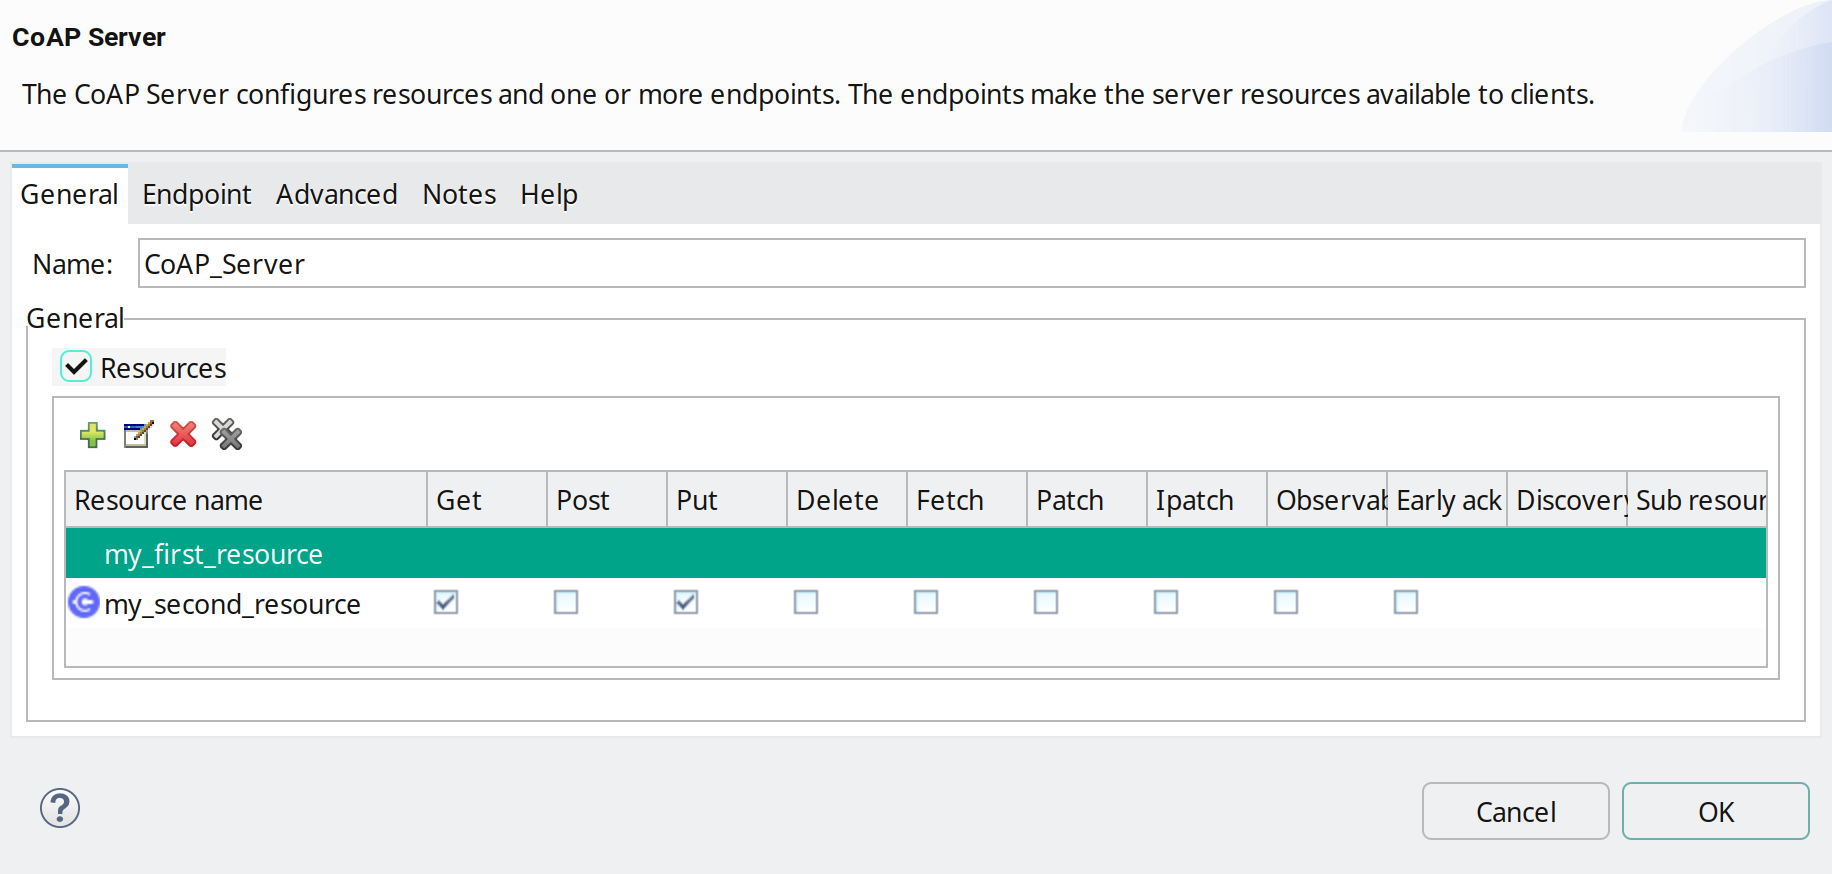 CoAP Server
The CoAP Server configures resources and one or more endpoints. The endpoints make the server resources available to clients.
General Endpoint Advanced Notes Help
Name: CoAP_Server
General
Resources
Resource name Get Post Put Delete Fetch Patch Ipatch Observab Early ack Discovery Sub resour
my_first_resource
my_second_resource
Cancel OK